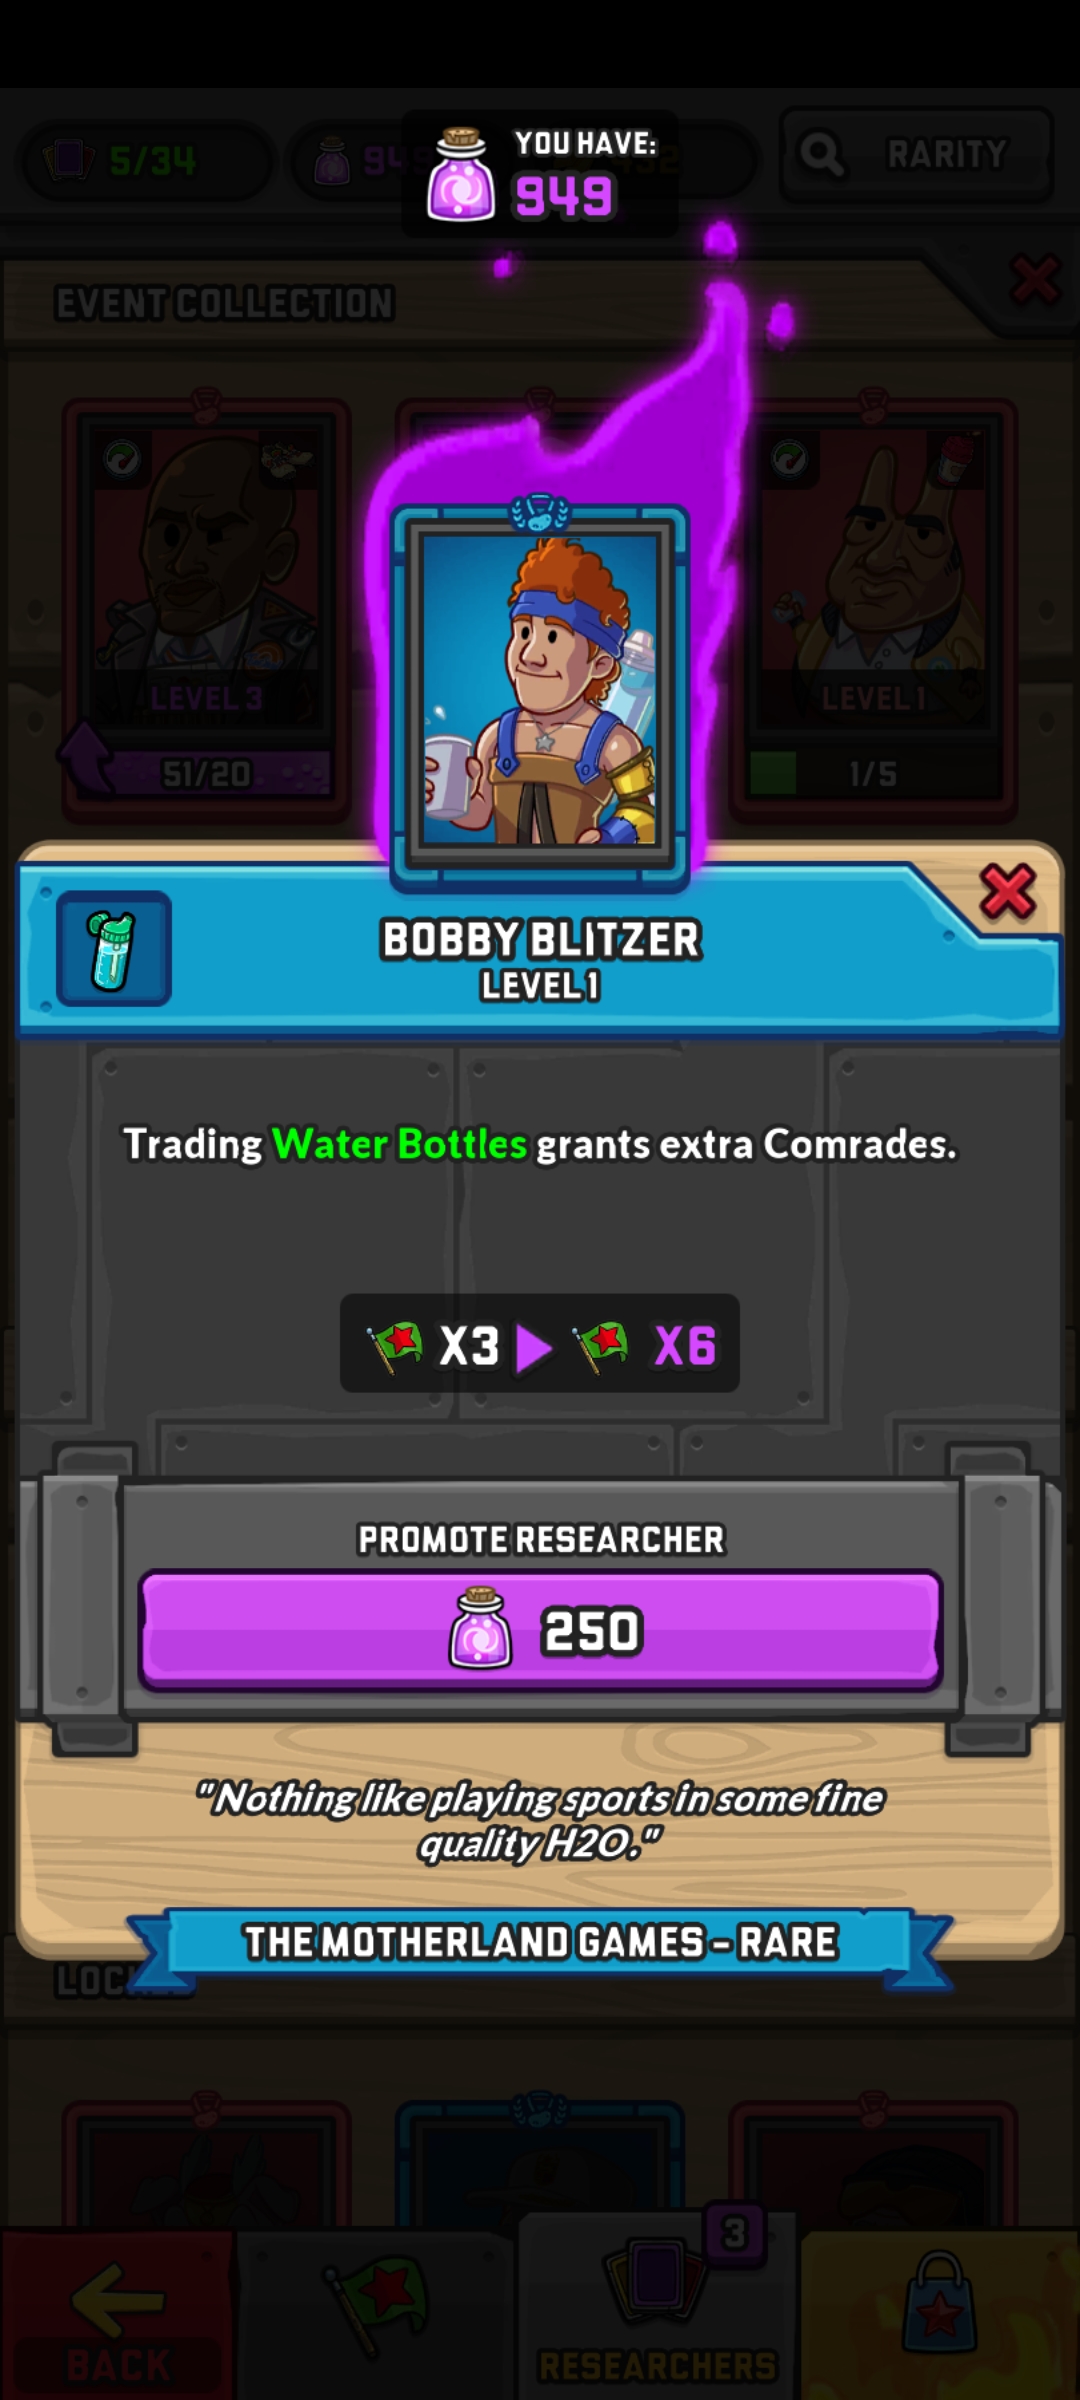 5/34
YOU HAVE:
949
RARITY
EVENT COLLECTION
LEVEL 3
51/20
LEVEL 1
1/5
BOBBY BLITZER
LEVEL 1
Trading Water Bottles grants extra Comrades.
X3 X6
PROMOTE RESEARCHER
250
"Nothing like playing sports in some fine
quality H2O."
THE MOTHERLAND GAMES - RARE
3
BACK
RESEARCHERS